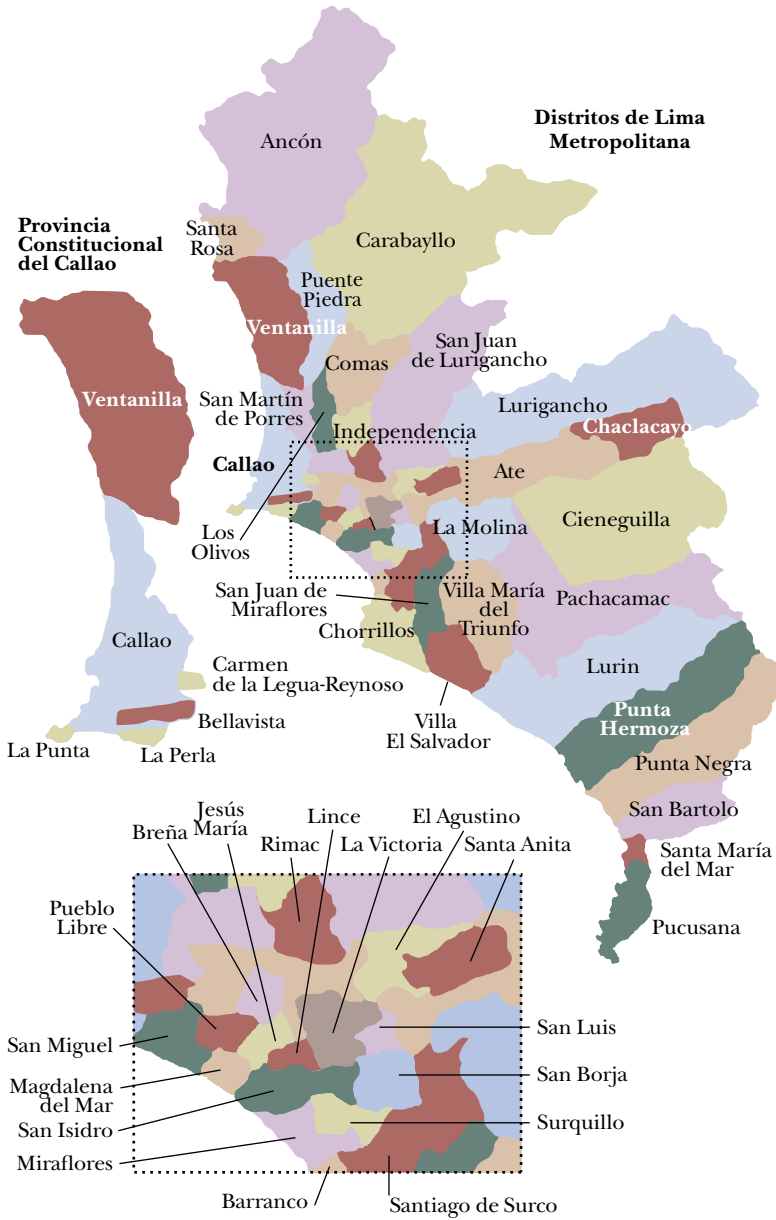 Distritos de Lima
Metropolitana
Ancón
Provincia
Constitucional
del Callao
Santa
Rosa
Carabayllo
Puente
Piedra
Ventanilla
San Juan
de Lurigancho
Comas
Ventanilla
San Martín
de Porres
Lurigancho
Chaclacayo
Independencia
Callao
Ate
Cieneguilla
La Molina
Los
Olivos
San Juan de
Miraflores
Villa María
del
Triunfo
Pachacamac
Chorrillos
Callao
Lurin
Carmen
de la Legua-Reynoso
Punta
Hermoza
Bellavista
Villa
El Salvador
La Punta
La Perla
Punta Negra
San Bartolo
Jesús
María
Lince
El Agustino
Breña
Rimac
La Victoria
Santa Anita
Santa María
del Mar
Pueblo
Libre
Pucusana
San Luis
San Miguel
San Borja
Magdalena
del Mar
San Isidro
Surquillo
Miraflores
Barranco
Santiago de Surco